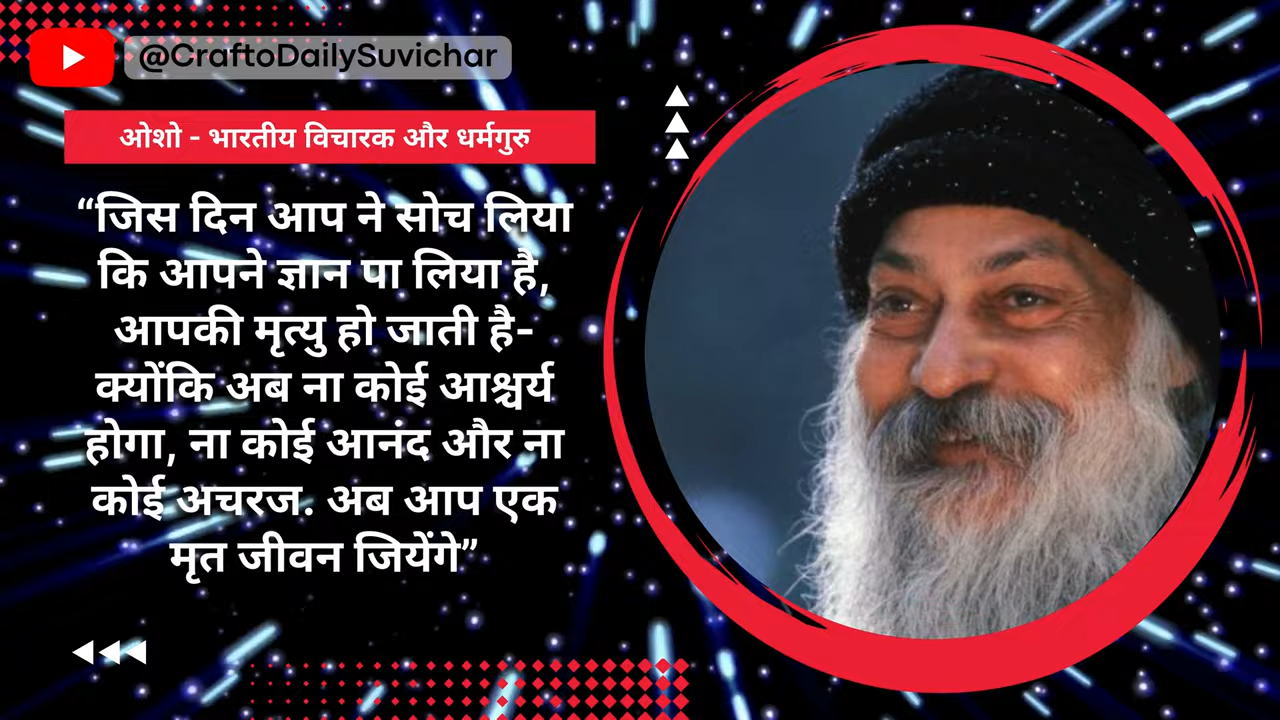 @CraftoDailySuvichar
ओशो - भारतीय विचारक और धर्मगुरु
“जिस दिन आप ने सोच लिया
कि आपने ज्ञान पा लिया है,
आपकी मृत्यु हो जाती है-
क्योंकि अब ना कोई आश्चर्य
होगा, ना कोई आनंद और ना
कोई अचरज. अब आप एक
मृत जीवन जियेंगे”